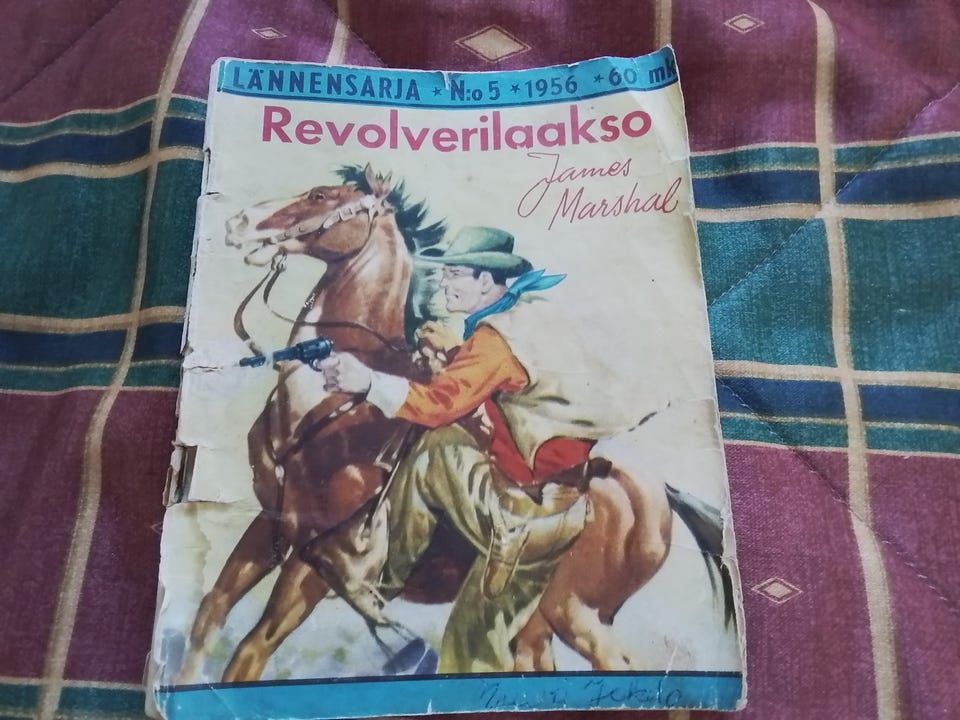 LÄNNENSARJA * N:o 5 * 1956 * 60 mk
Revolverilaakso
James
Marshal